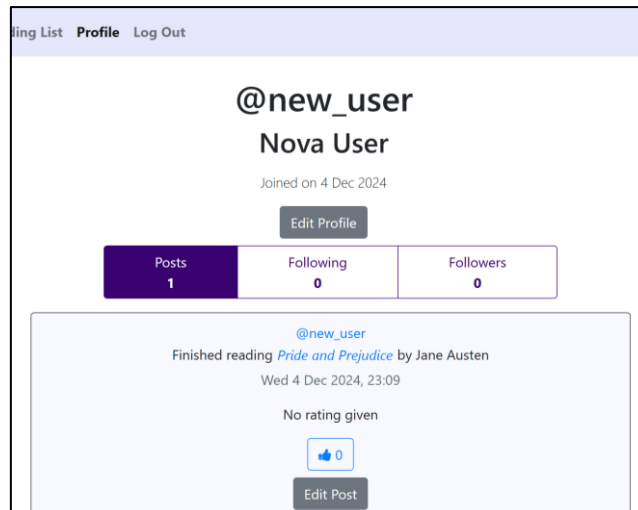 List Profile Log Out
@new_user
Nova User
Joined on 4 Dec 2024
Edit Profile
Posts Following Followers
1 0 0
@new_user
Finished reading Pride and Prejudice by Jane Austen
Wed 4 Dec 2024, 23:09
No rating given
0
Edit Post